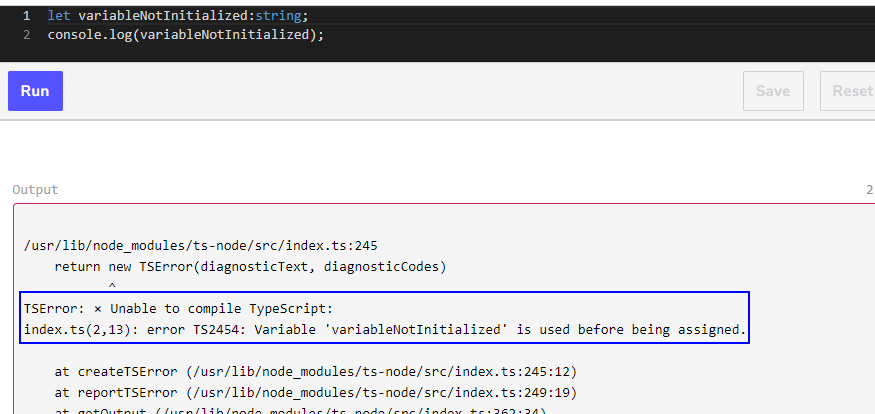 1 let variableNotInitialized:string;
2 console.log(variableNotInitialized);
Run Save Reset
Output 2
/usr/lib/node_modules/ts-node/src/index.ts:245
    return new TSError(diagnosticText, diagnosticCodes)
           ^
TSError: × Unable to compile TypeScript:
index.ts(2,13): error TS2454: Variable 'variableNotInitialized' is used before being assigned.
    at createTSError (/usr/lib/node_modules/ts-node/src/index.ts:245:12)
    at reportTSError (/usr/lib/node_modules/ts-node/src/index.ts:249:19)
    at getOutput (/usr/lib/node_modules/ts-node/src/index.ts:362:34)